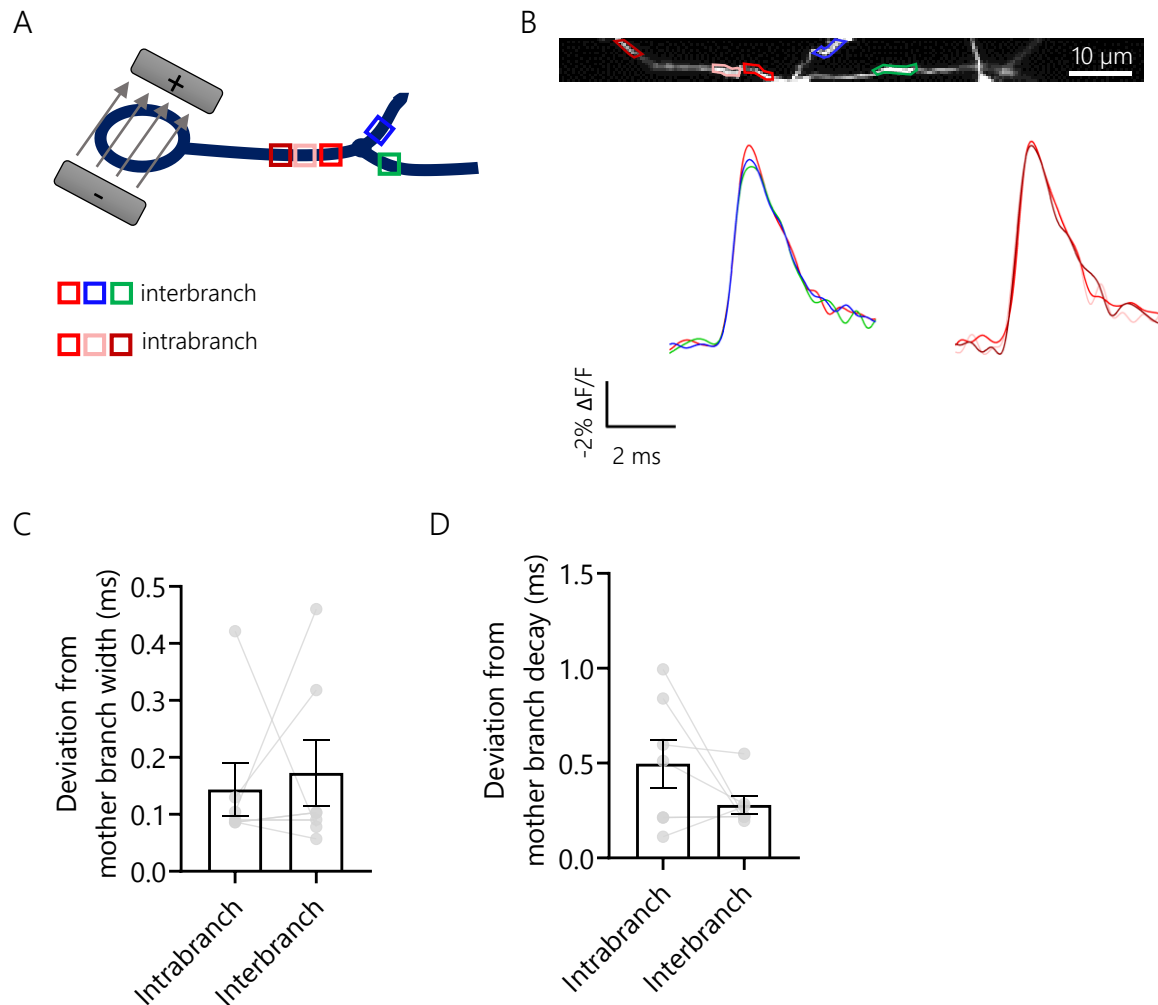 A
+
-
interbranch
intrabranch
B
10 µm
-2% ΔF/F
2 ms
C
Deviation from
mother branch width (ms)
0.5
0.4
0.3
0.2
0.1
0.0
Intrabranch
Interbranch
D
Deviation from
mother branch decay (ms)
1.5
1.0
0.5
0.0
Intrabranch
Interbranch